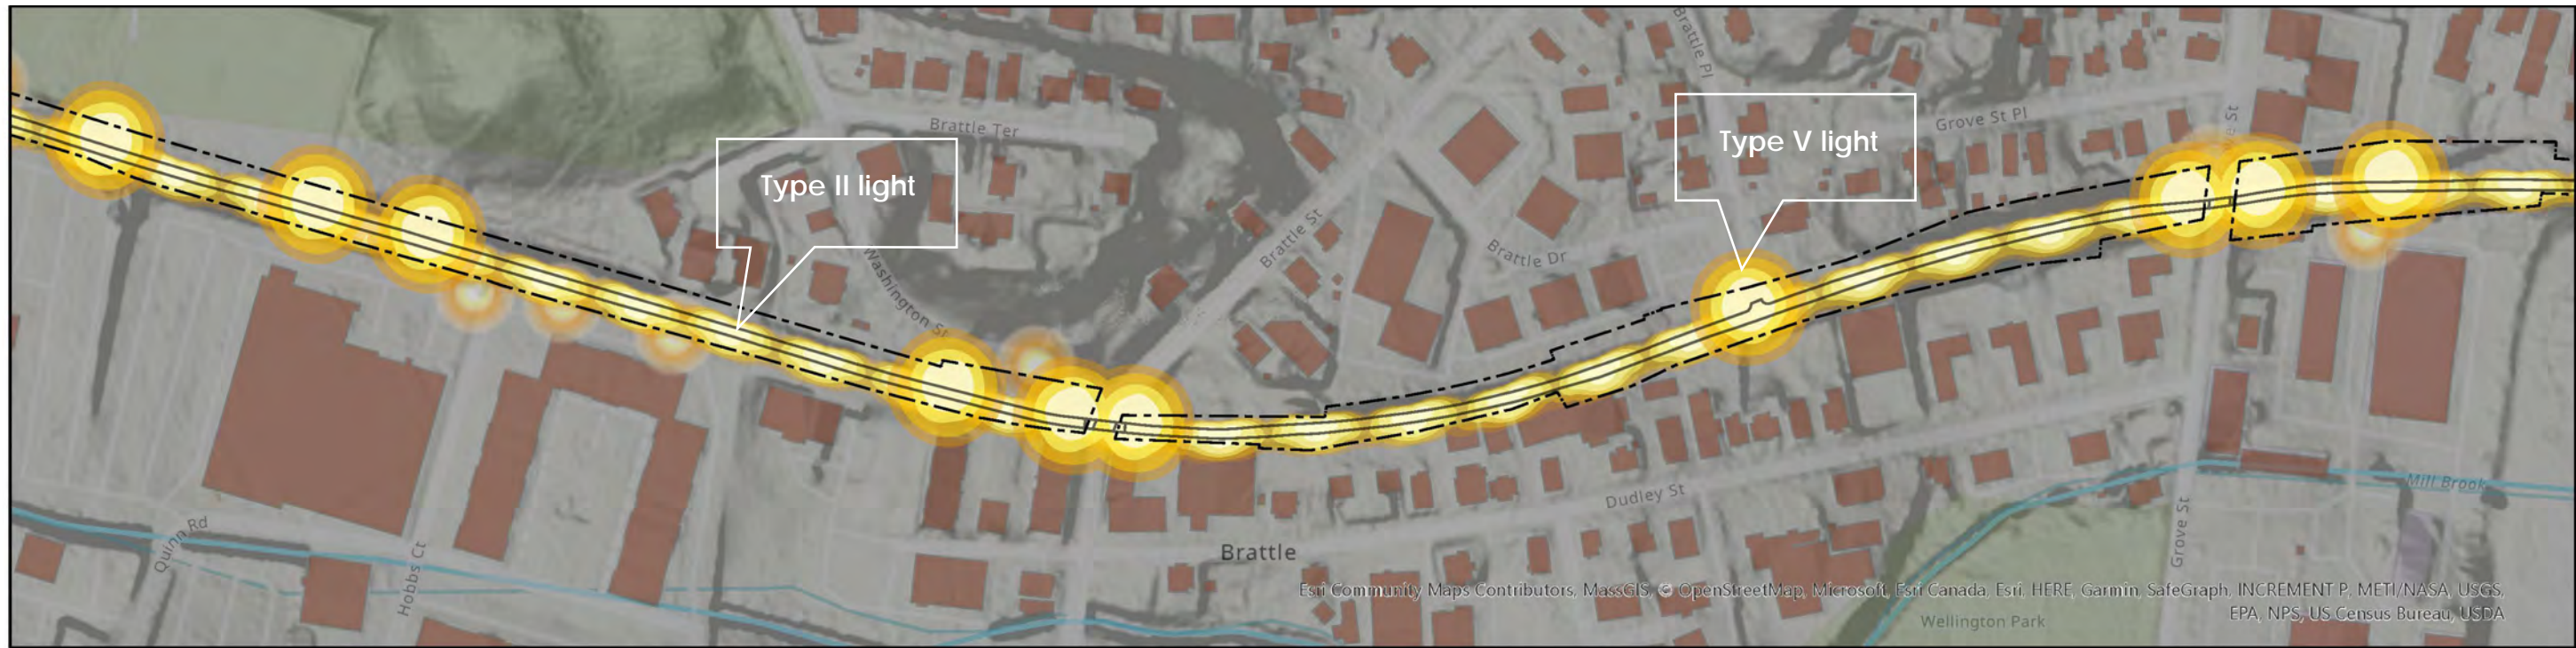 Brattle Pl
Brattle Ter
Type V light
Grove St Pl
Type II light
Brattle St
Washington St
Brattle Dr
Dudley St
Mill Brook
Quinn Rd
Hobbs Ct
Brattle
Grove St
Esri Community Maps Contributors, MassGIS, © OpenStreetMap, Microsoft, Esri Canada, Esri, HERE, Garmin, SafeGraph, INCREMENT P, METI/NASA, USGS,
EPA, NPS, US Census Bureau, USDA
Wellington Park